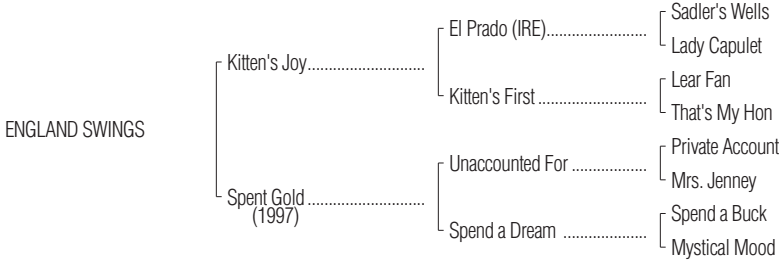 Sadler's Wells
El Prado (IRE)........................
Lady Capulet
Kitten's Joy............................
Lear Fan
Kitten's First ..........................
That's My Hon
ENGLAND SWINGS
Private Account
Unaccounted For ..................
Mrs. Jenney
Spent Gold ............................
(1997)
Spend a Buck
Spend a Dream ....................
Mystical Mood